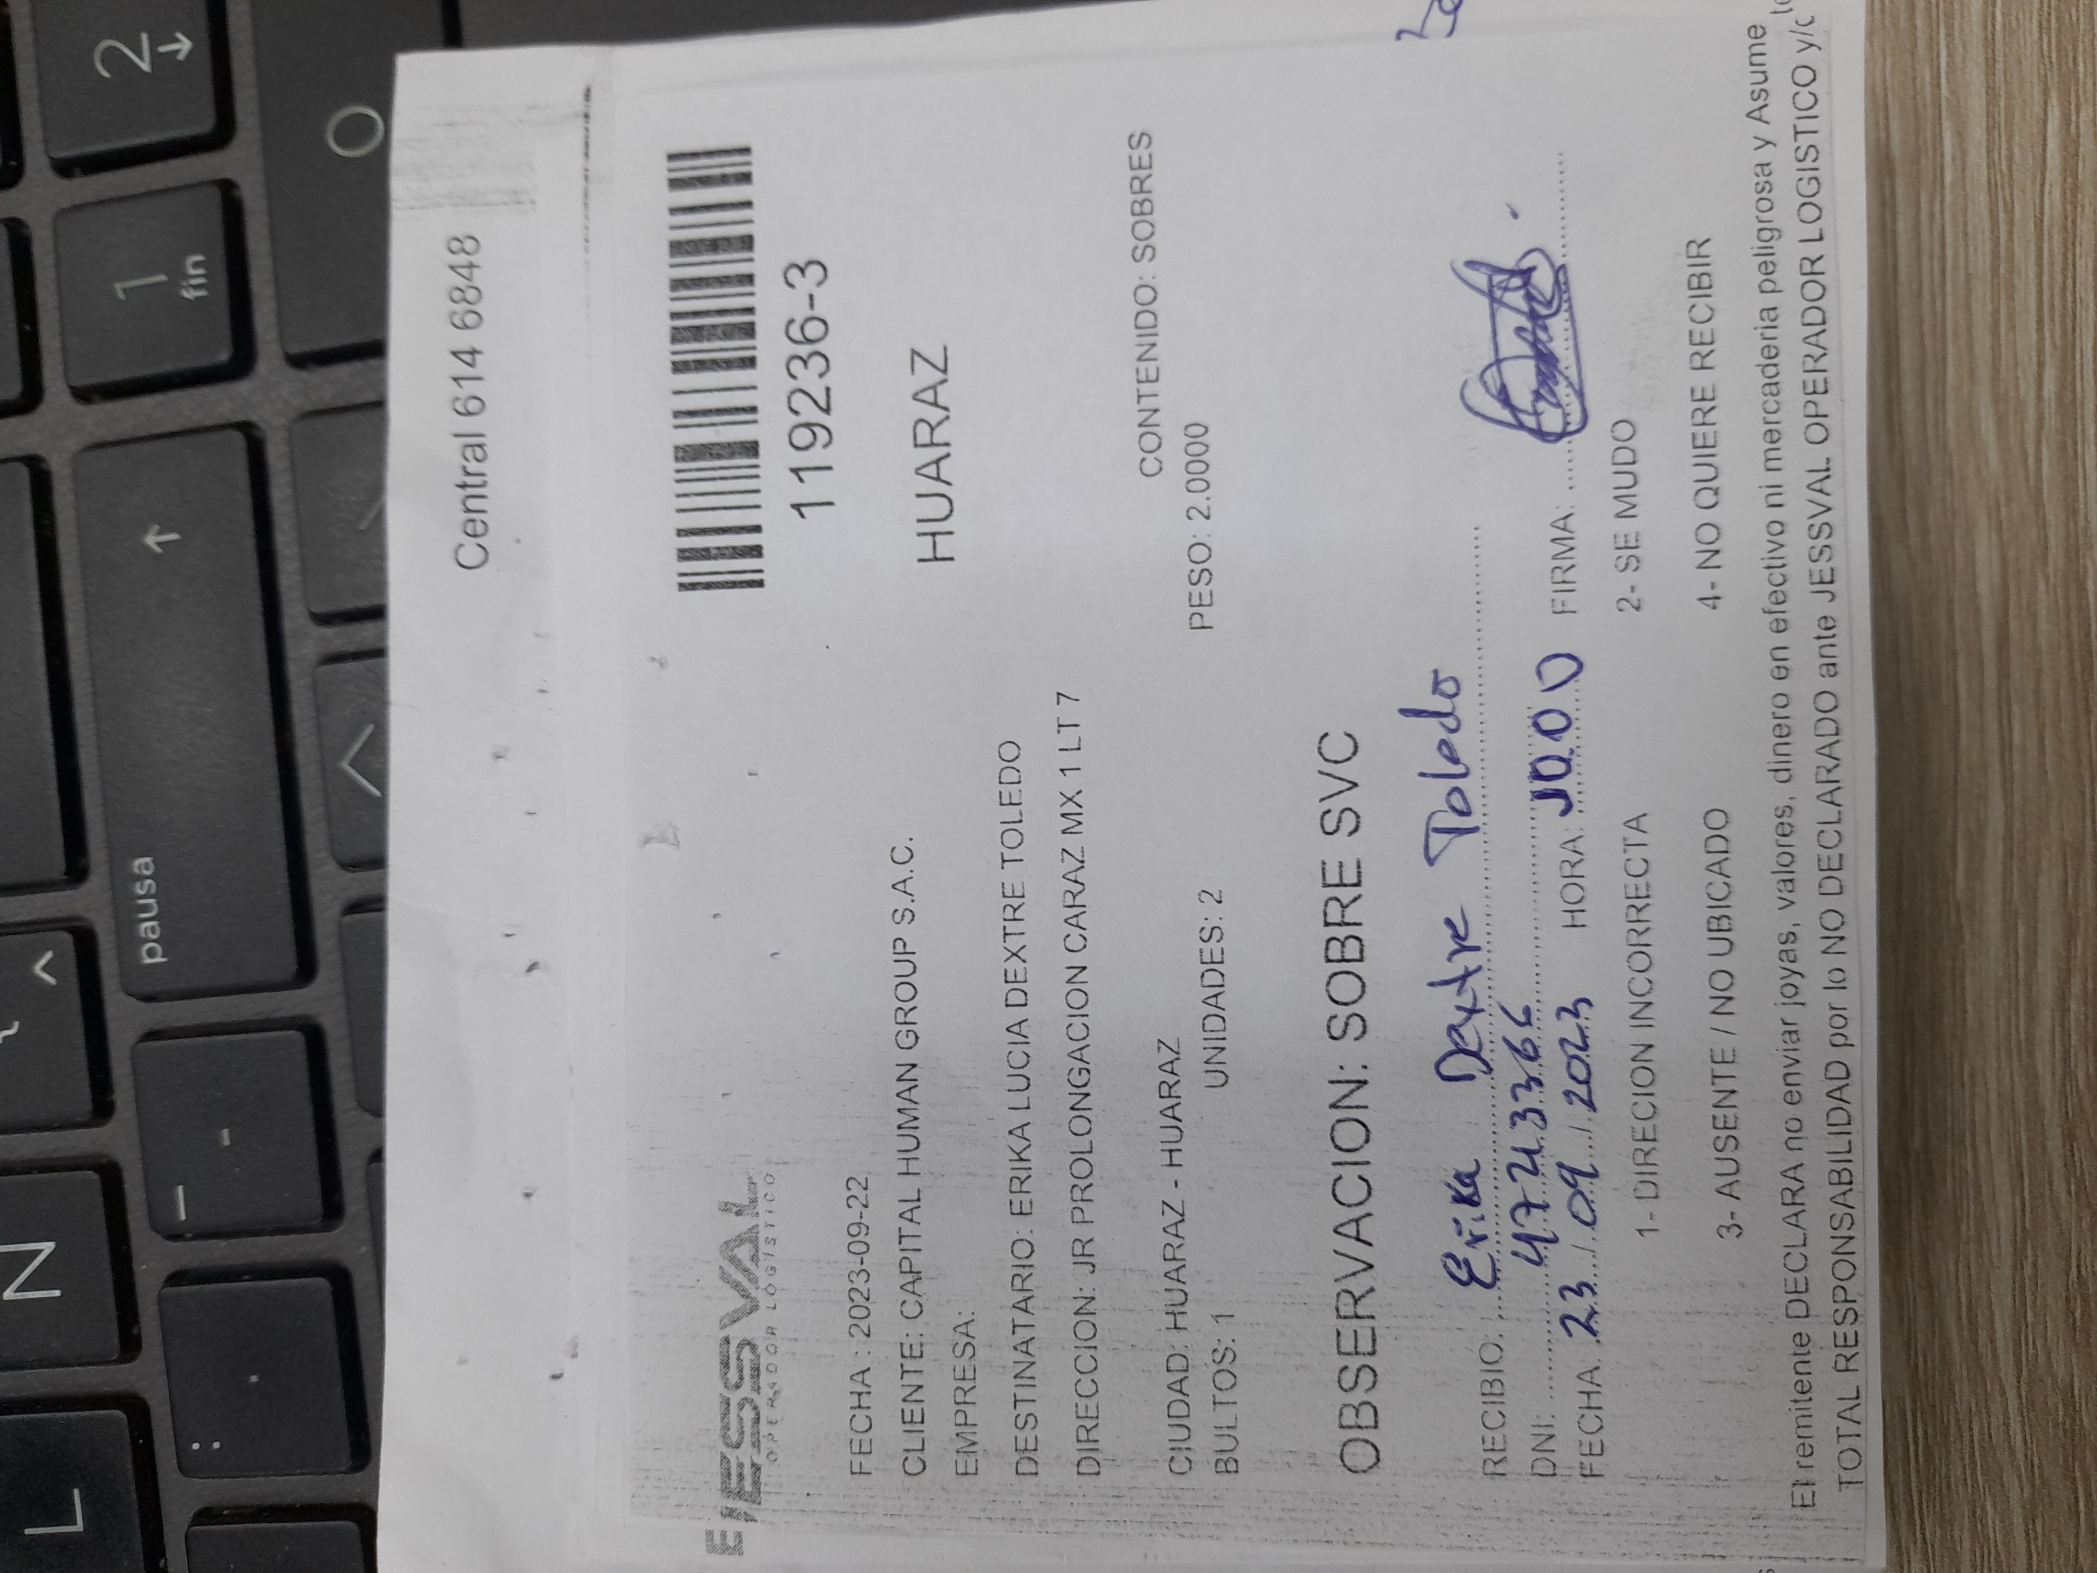 L Ñ { ^
pausa ↑ 1 2
: . _ - fin ↓
0
Central 614 6848
JESSVAL
OPERADOR LOGÍSTICO
119236-3
FECHA : 2023-09-22
CLIENTE: CAPITAL HUMAN GROUP S.A.C.
HUARAZ
EMPRESA:
DESTINATARIO: ERIKA LUCIA DEXTRE TOLEDO
DIRECCION: JR PROLONGACION CARAZ MX 1 LT 7
CONTENIDO: SOBRES
CIUDAD: HUARAZ - HUARAZ
BULTOS: 1 UNIDADES: 2 PESO: 2.0000
OBSERVACION: SOBRE SVC
RECIBIO: Erika Dextre Toledo
DNI:
FECHA: 23 / 09 / 2023 HORA: 10.00 FIRMA:
1- DIRECION INCORRECTA 2- SE MUDO
3- AUSENTE / NO UBICADO 4- NO QUIERE RECIBIR
El remitente DECLARA no enviar joyas, valores, dinero en efectivo ni mercaderia peligrosa y Asume
TOTAL RESPONSABILIDAD por lo NO DECLARADO ante JESSVAL OPERADOR LOGISTICO